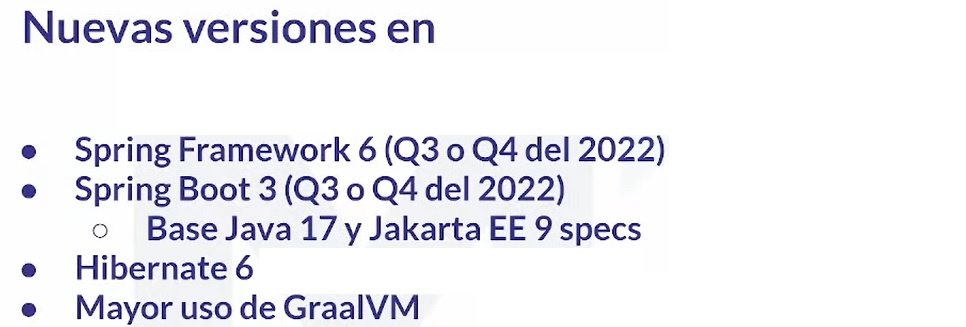 Nuevas versiones en
● Spring Framework 6 (Q3 o Q4 del 2022)
● Spring Boot 3 (Q3 o Q4 del 2022)
○ Base Java 17 y Jakarta EE 9 specs
● Hibernate 6
● Mayor uso de GraalVM